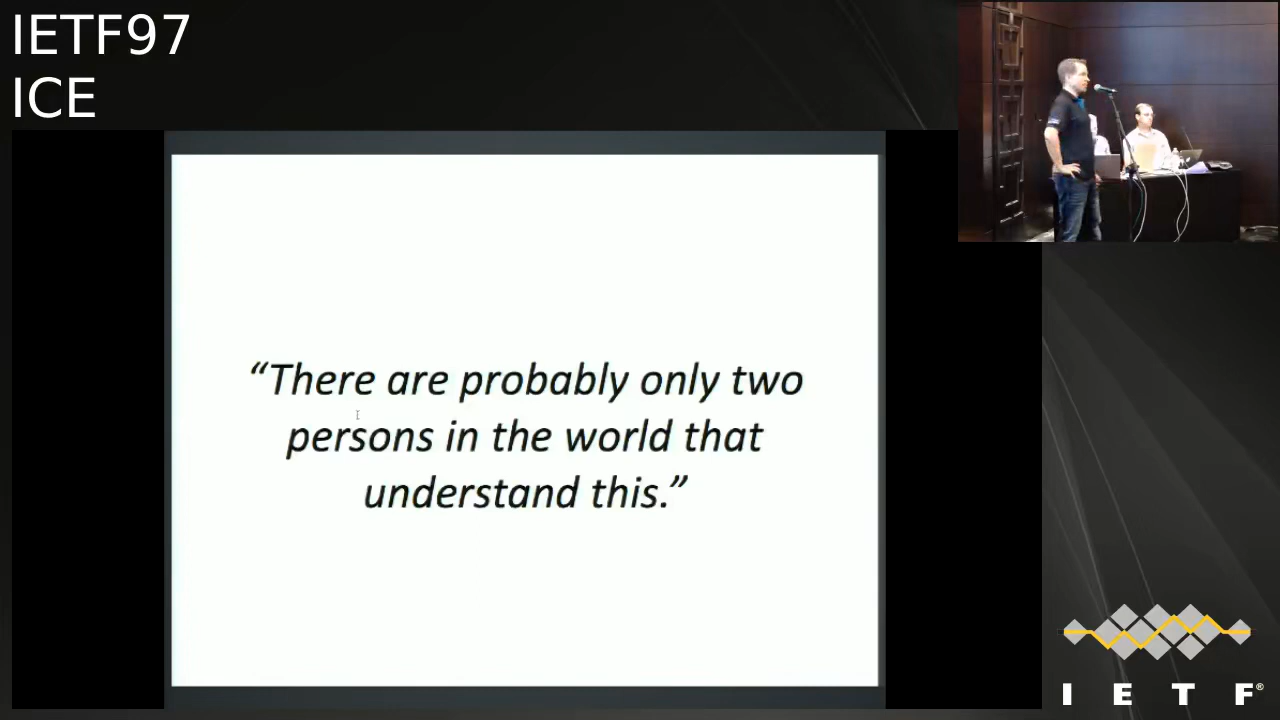 IETF97
ICE
“There are probably only two
persons in the world that
understand this.”
I E T F®